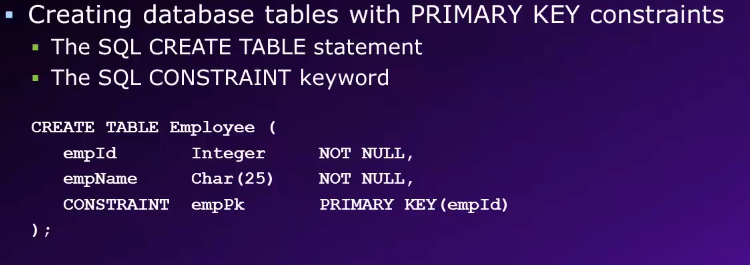 Creating database tables with PRIMARY KEY constraints
The SQL CREATE TABLE statement
The SQL CONSTRAINT keyword
CREATE TABLE Employee (
empId Integer NOT NULL,
empName Char(25) NOT NULL,
CONSTRAINT empPk PRIMARY KEY(empId)
);